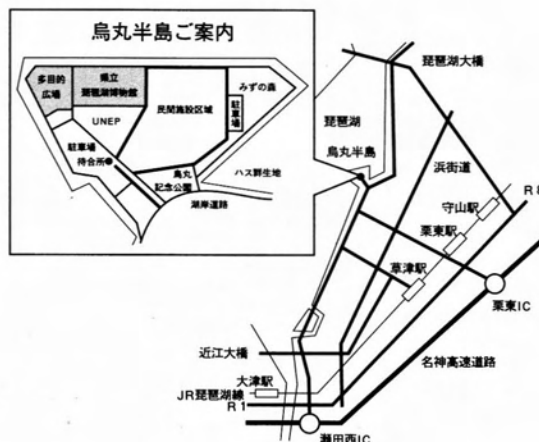 烏丸半島ご案内
多目的
広場
県立
琵琶湖博物館
みずの森
UNEP
民間施設区域
駐車場
駐車場
待合所
烏丸
記念公園
ハス群生地
湖岸道路
琵琶湖大橋
琵琶湖
烏丸半島
浜街道
守山駅
R8
栗東駅
草津駅
栗東IC
近江大橋
名神高速道路
大津駅
JR琵琶湖線
R1
瀬田西IC